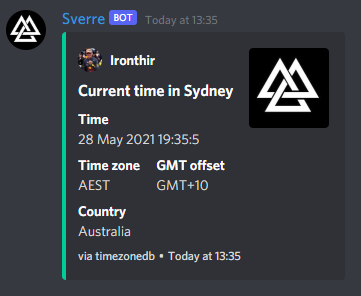 Sverre BOT Today at 13:35
Ironthir
Current time in Sydney
Time
28 May 2021 19:35:5
Time zone GMT offset
AEST GMT+10
Country
Australia
via timezonedb • Today at 13:35